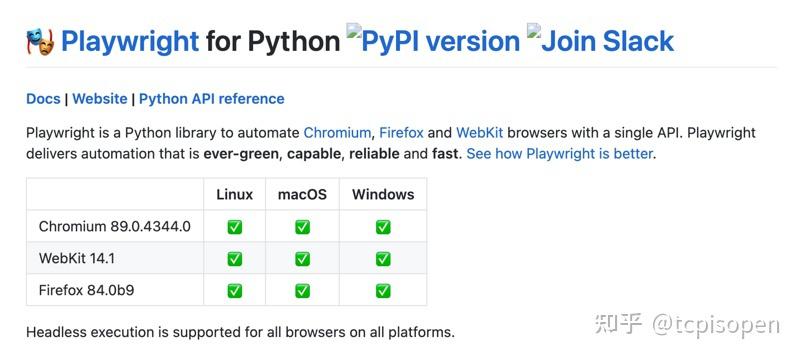 🎭 Playwright for Python PyPI version Join Slack
Docs | Website | Python API reference
Playwright is a Python library to automate Chromium, Firefox and WebKit browsers with a single API. Playwright
delivers automation that is ever-green, capable, reliable and fast. See how Playwright is better.
Linux macOS Windows
Chromium 89.0.4344.0 ✅ ✅ ✅
WebKit 14.1 ✅ ✅ ✅
Firefox 84.0b9 ✅ ✅ ✅
Headless execution is supported for all browsers on all platforms.
知乎 @tcpisopen